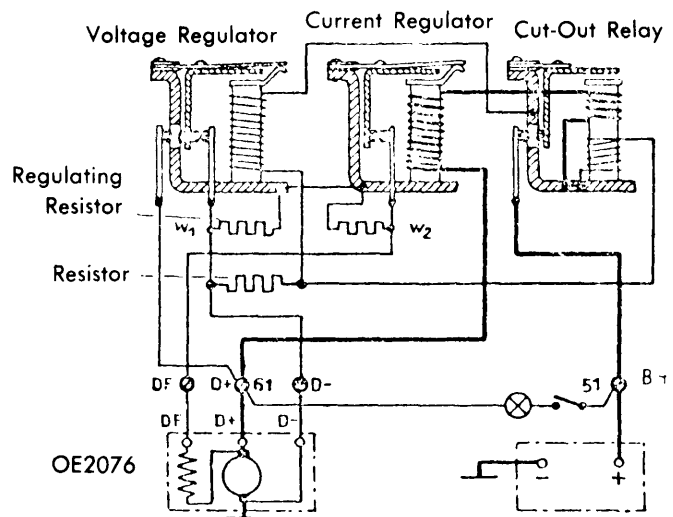 Voltage Regulator
Current Regulator
Cut-Out Relay
Regulating
Resistor
W1
W2
Resistor
DF
D+
61
D-
51
B+
DF
D+
D-
OE2076
-
+